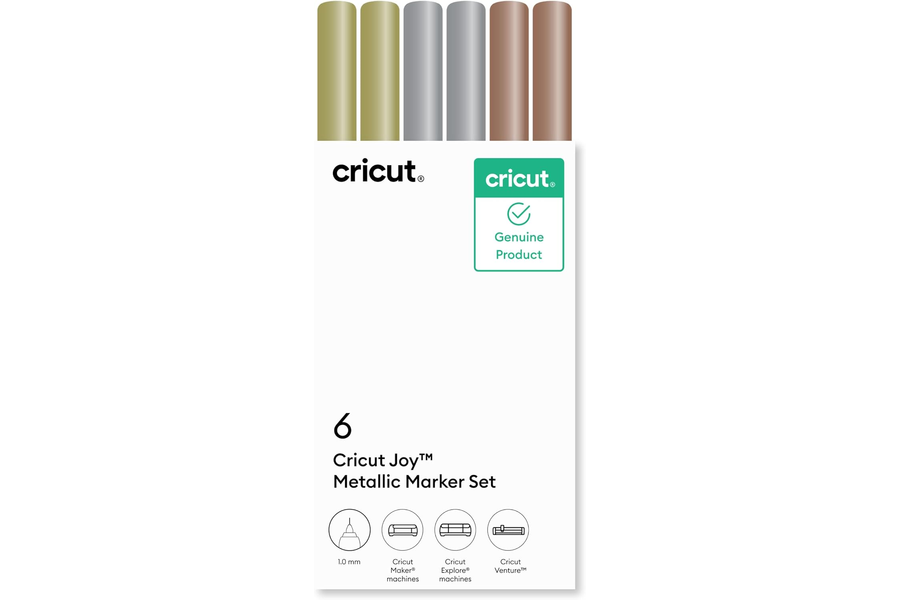 cricut®
cricut®
Genuine
Product
6
Cricut Joy™
Metallic Marker Set
1.0 mm
Cricut
Maker®
machines
Cricut
Explore®
machines
Cricut
Venture™